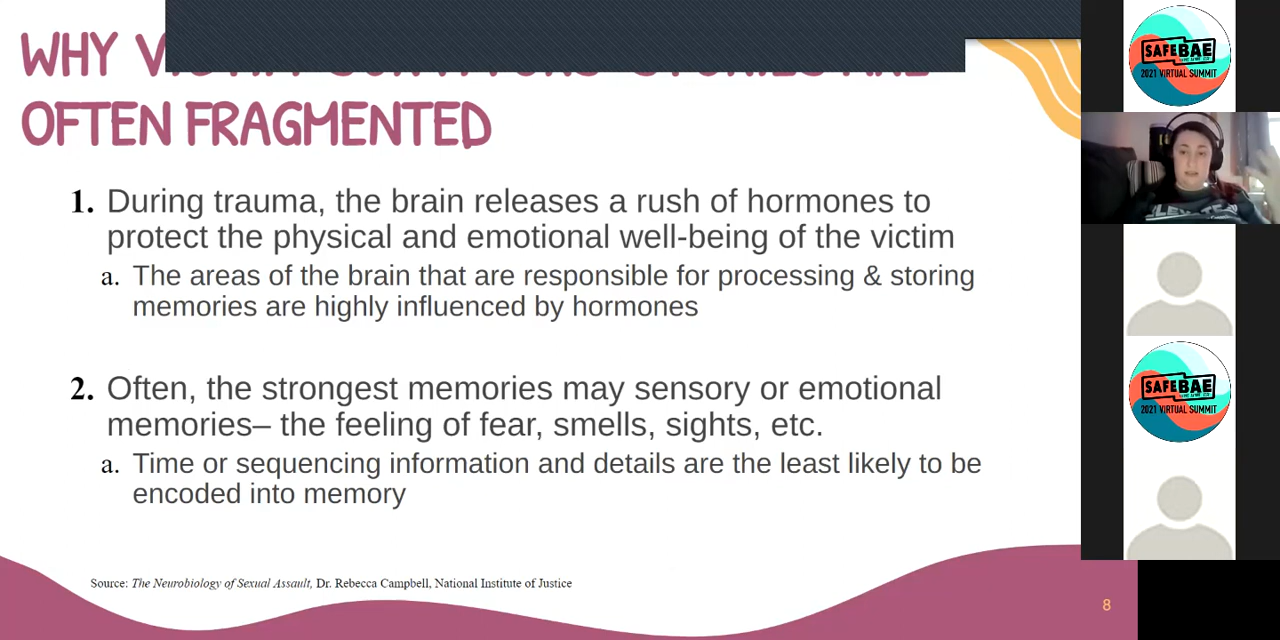 WHY
OFTEN FRAGMENTED
1. During trauma, the brain releases a rush of hormones to
protect the physical and emotional well-being of the victim
a. The areas of the brain that are responsible for processing & storing
memories are highly influenced by hormones
2. Often, the strongest memories may sensory or emotional
memories– the feeling of fear, smells, sights, etc.
a. Time or sequencing information and details are the least likely to be
encoded into memory
Source: The Neurobiology of Sexual Assault, Dr. Rebecca Campbell, National Institute of Justice
8
SAFEBAE
2021 VIRTUAL SUMMIT
SAFEBAE
2021 VIRTUAL SUMMIT